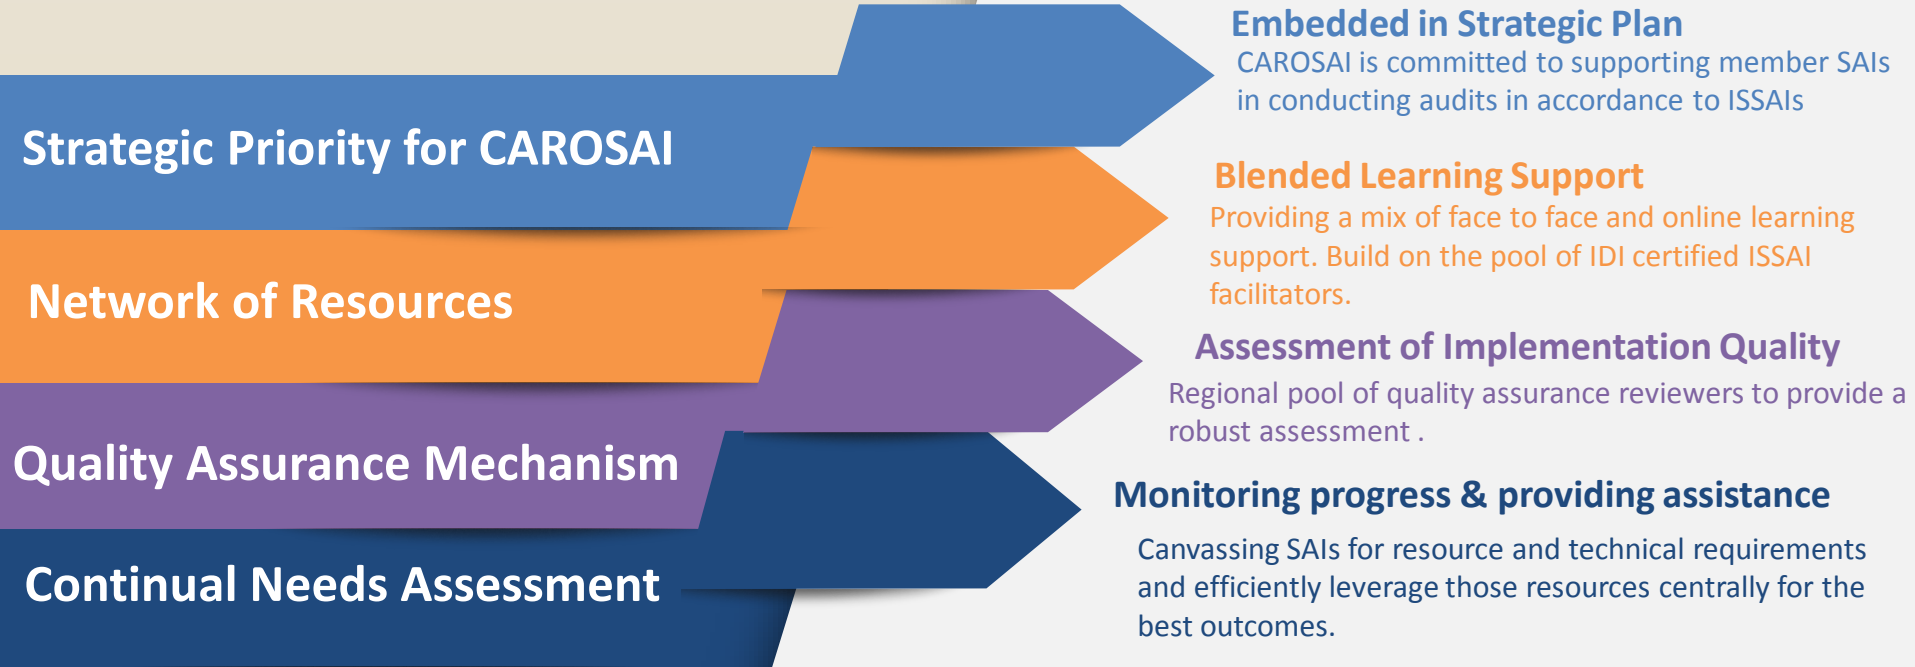 Strategic Priority for CAROSAI
Embedded in Strategic Plan
CAROSAI is committed to supporting member SAIs
in conducting audits in accordance to ISSAIs
Network of Resources
Blended Learning Support
Providing a mix of face to face and online learning
support. Build on the pool of IDI certified ISSAI
facilitators.
Quality Assurance Mechanism
Assessment of Implementation Quality
Regional pool of quality assurance reviewers to provide a
robust assessment .
Continual Needs Assessment
Monitoring progress & providing assistance
Canvassing SAIs for resource and technical requirements
and efficiently leverage those resources centrally for the
best outcomes.